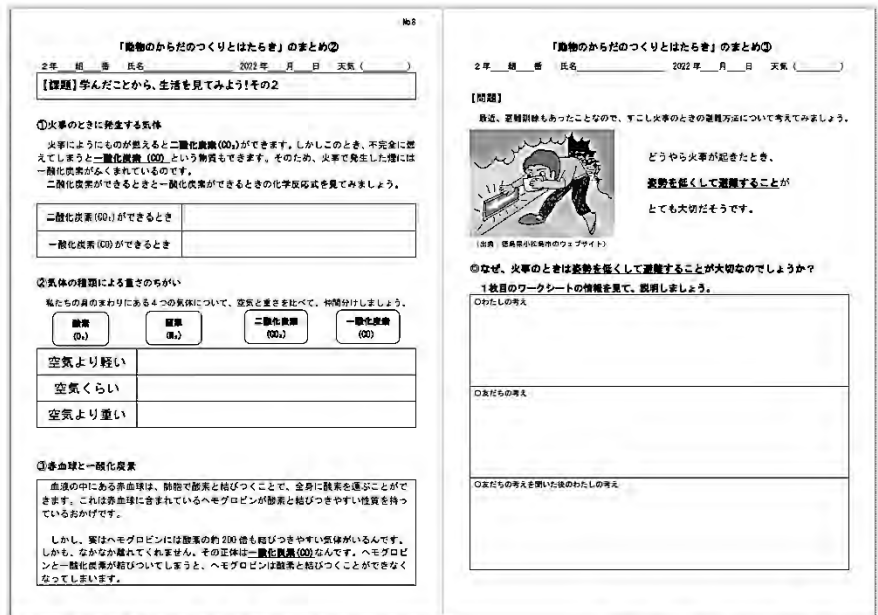 No8
「動物のからだのつくりとはたらき」のまとめ②
2年　組　番　氏名　2022年　月　日　天気（　）
【課題】学んだことから、生活を見てみよう！その２
①火事のときに発生する気体
火事にようにものが燃えると二酸化炭素(CO₂)ができます。しかしこのとき、不完全に燃
えてしまうと一酸化炭素（CO）という物質もできます。そのため、火事で発生した煙には
一酸化炭素がふくまれているのです。
二酸化炭素ができるときと一酸化炭素ができるときの化学反応式を見てみましょう。
二酸化炭素(CO₂)ができるとき
一酸化炭素(CO)ができるとき
②気体の種類による重さのちがい
私たちの身のまわりにある４つの気体について、空気と重さを比べて、仲間分けしましょう。
酸素
(O₂)
窒素
(N₂)
二酸化炭素
(CO₂)
一酸化炭素
(CO)
空気より軽い
空気くらい
空気より重い
③赤血球と一酸化炭素
血液の中にある赤血球は、肺胞で酸素と結びつくことで、全身に酸素を運ぶことがで
きます。これは赤血球に含まれているヘモグロビンが酸素と結びつきやすい性質を持っ
ているおかげです。
しかし、実はヘモグロビンには酸素の約200倍も結びつきやすい気体がいるんです。
しかも、なかなか離れてくれません。その正体は一酸化炭素(CO)なんです。ヘモグロビ
ンと一酸化炭素が結びついてしまうと、ヘモグロビンは酸素と結びつくことができなく
なってしまいます。
「動物のからだのつくりとはたらき」のまとめ③
2年　組　番　氏名　2022年　月　日　天気（　）
【問題】
最近、避難訓練もあったことなので、すこし火事のときの避難方法について考えてみましょう。
どうやら火事が起きたとき、
姿勢を低くして避難することが
とても大切だそうです。
（出典：徳島県小松島市のウェブサイト）
◎なぜ、火事のときは姿勢を低くして避難することが大切なのでしょうか？
１枚目のワークシートの情報を見て、説明しましょう。
○わたしの考え
○友だちの考え
○友だちの考えを聞いた後のわたしの考え